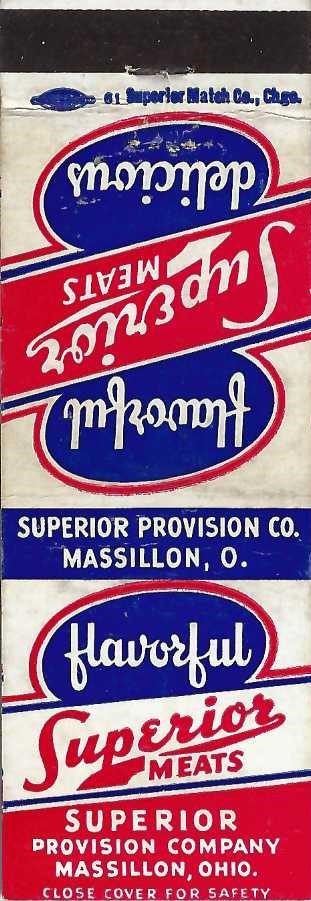 61 Superior Match Co., Chgo.
delicious
Superior
MEATS
flavorful
SUPERIOR PROVISION CO.
MASSILLON, O.
flavorful
Superior
MEATS
SUPERIOR
PROVISION COMPANY
MASSILLON, OHIO.
CLOSE COVER FOR SAFETY